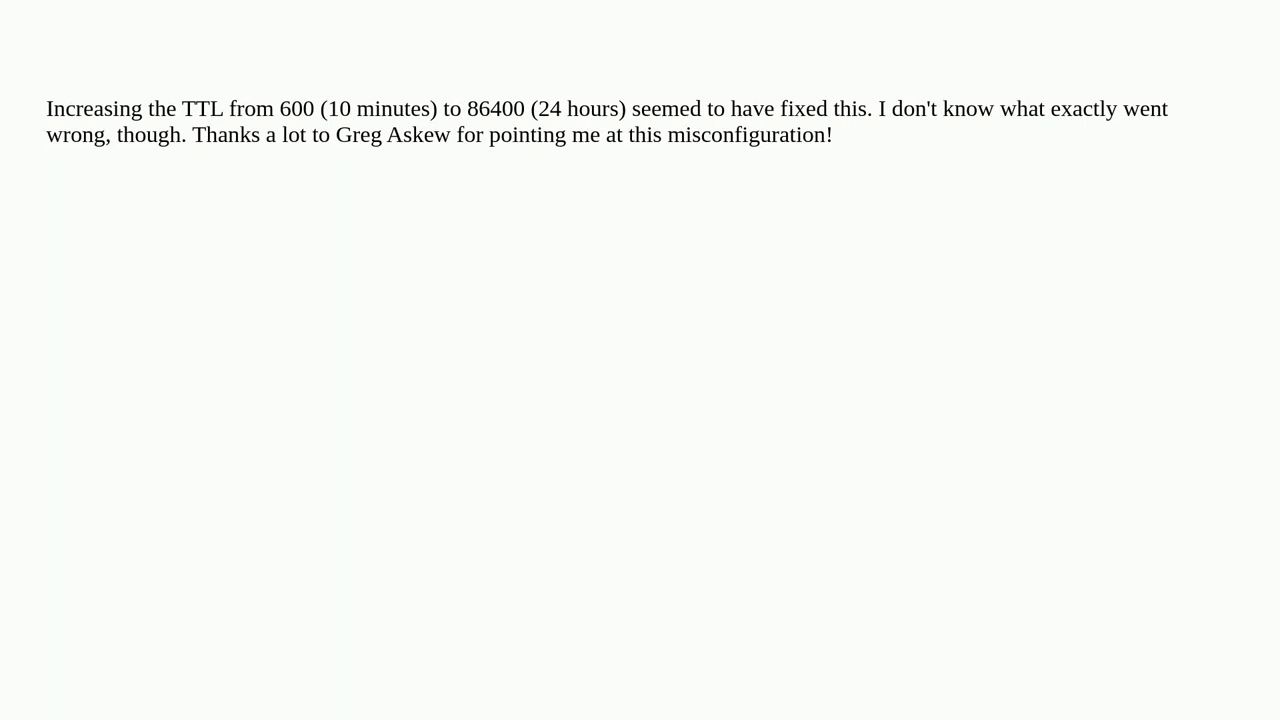 Increasing the TTL from 600 (10 minutes) to 86400 (24 hours) seemed to have fixed this. I don't know what exactly went
wrong, though. Thanks a lot to Greg Askew for pointing me at this misconfiguration!